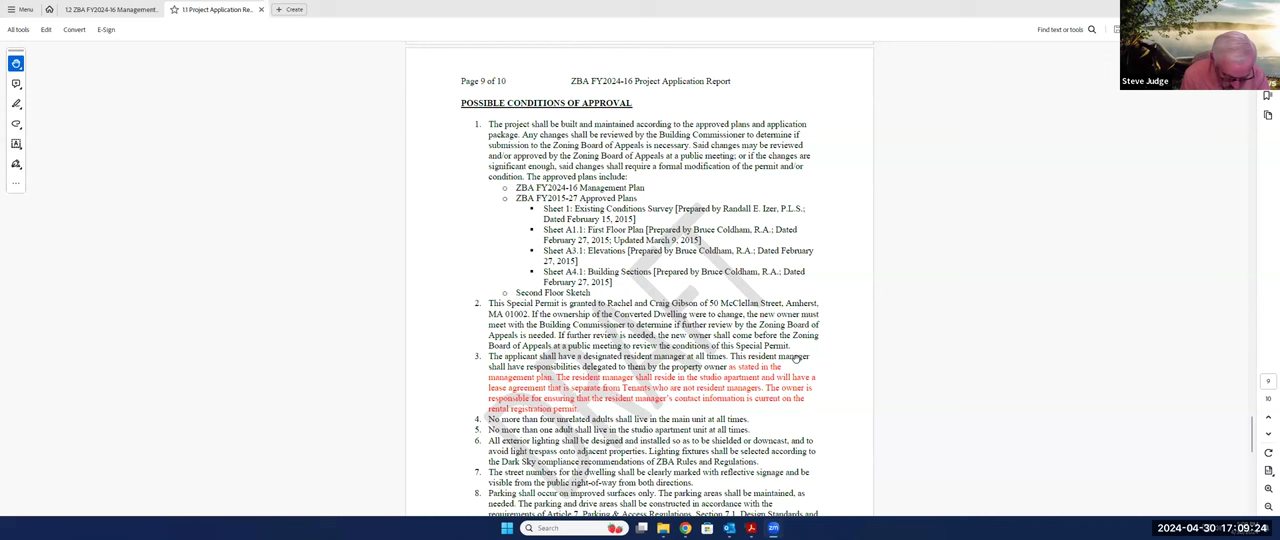 Menu
1.2 ZBA FY2024-16 Management...
1.1 Project Application Re...
Create
All tools Edit Convert E-Sign
Find text or tools
Steve Judge
Page 9 of 10 ZBA FY2024-16 Project Application Report
POSSIBLE CONDITIONS OF APPROVAL
1. The project shall be built and maintained according to the approved plans and application
package. Any changes shall be reviewed by the Building Commissioner to determine if
submission to the Zoning Board of Appeals is necessary. Said changes may be reviewed
and/or approved by the Zoning Board of Appeals at a public meeting; or if the changes are
significant enough, said changes shall require a formal modification of the permit and/or
condition. The approved plans include:
o ZBA FY2024-16 Management Plan
o ZBA FY2015-27 Approved Plans
▪ Sheet 1: Existing Conditions Survey [Prepared by Randall E. Izer, P.L.S.;
Dated February 15, 2015]
▪ Sheet A1.1: First Floor Plan [Prepared by Bruce Coldham, R.A.; Dated
February 27, 2015; Updated March 9, 2015]
▪ Sheet A3.1: Elevations [Prepared by Bruce Coldham, R.A.; Dated February
27, 2015]
▪ Sheet A4.1: Building Sections [Prepared by Bruce Coldham, R.A.; Dated
February 27, 2015]
o Second Floor Sketch
2. This Special Permit is granted to Rachel and Craig Gibson of 50 McClellan Street, Amherst,
MA 01002. If the ownership of the Converted Dwelling were to change, the new owner must
meet with the Building Commissioner to determine if further review by the Zoning Board of
Appeals is needed. If further review is needed, the new owner shall come before the Zoning
Board of Appeals at a public meeting to review the conditions of this Special Permit.
3. The applicant shall have a designated resident manager at all times. This resident manager
shall have responsibilities delegated to them by the property owner as stated in the
management plan. The resident manager shall reside in the studio apartment and will have a
lease agreement that is separate from Tenants who are not resident managers. The owner is
responsible for ensuring that the resident manager's contact information is current on the
rental registration permit.
4. No more than four unrelated adults shall live in the main unit at all times.
5. No more than one adult shall live in the studio apartment unit at all times.
6. All exterior lighting shall be designed and installed so as to be shielded or downcast, and to
avoid light trespass onto adjacent properties. Lighting fixtures shall be selected according to
the Dark Sky compliance recommendations of ZBA Rules and Regulations.
7. The street numbers for the dwelling shall be clearly marked with reflective signage and be
visible from the public right-of-way from both directions.
8. Parking shall occur on improved surfaces only. The parking areas shall be maintained, as
needed. The parking and drive areas shall be constructed in accordance with the
requirements of Article 7, Parking & Access Regulations, Section 7.1, Design Standards and
DRAFT
9
10
Search
2024-04-30 17:09:24